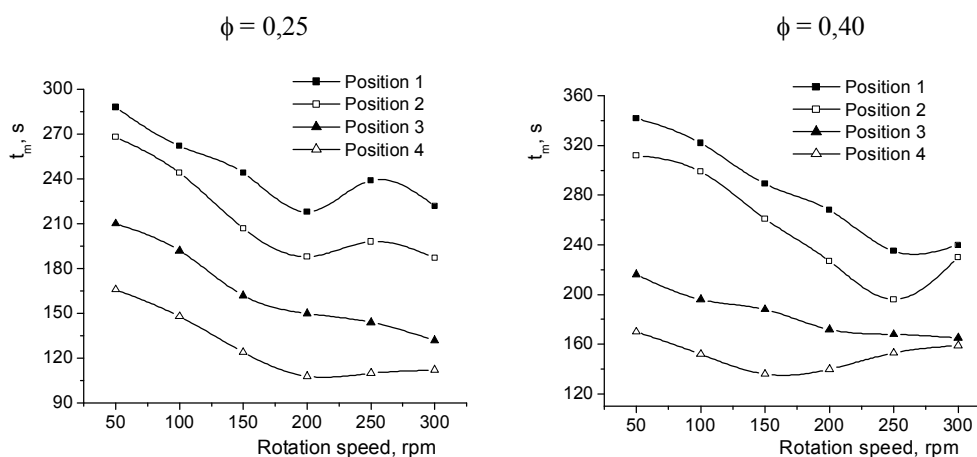 ϕ = 0,25
Position 1
Position 2
Position 3
Position 4
t_m, s
300
270
240
210
180
150
120
90
50 100 150 200 250 300
Rotation speed, rpm
ϕ = 0,40
Position 1
Position 2
Position 3
Position 4
t_m, s
360
320
280
240
200
160
120
50 100 150 200 250 300
Rotation speed, rpm